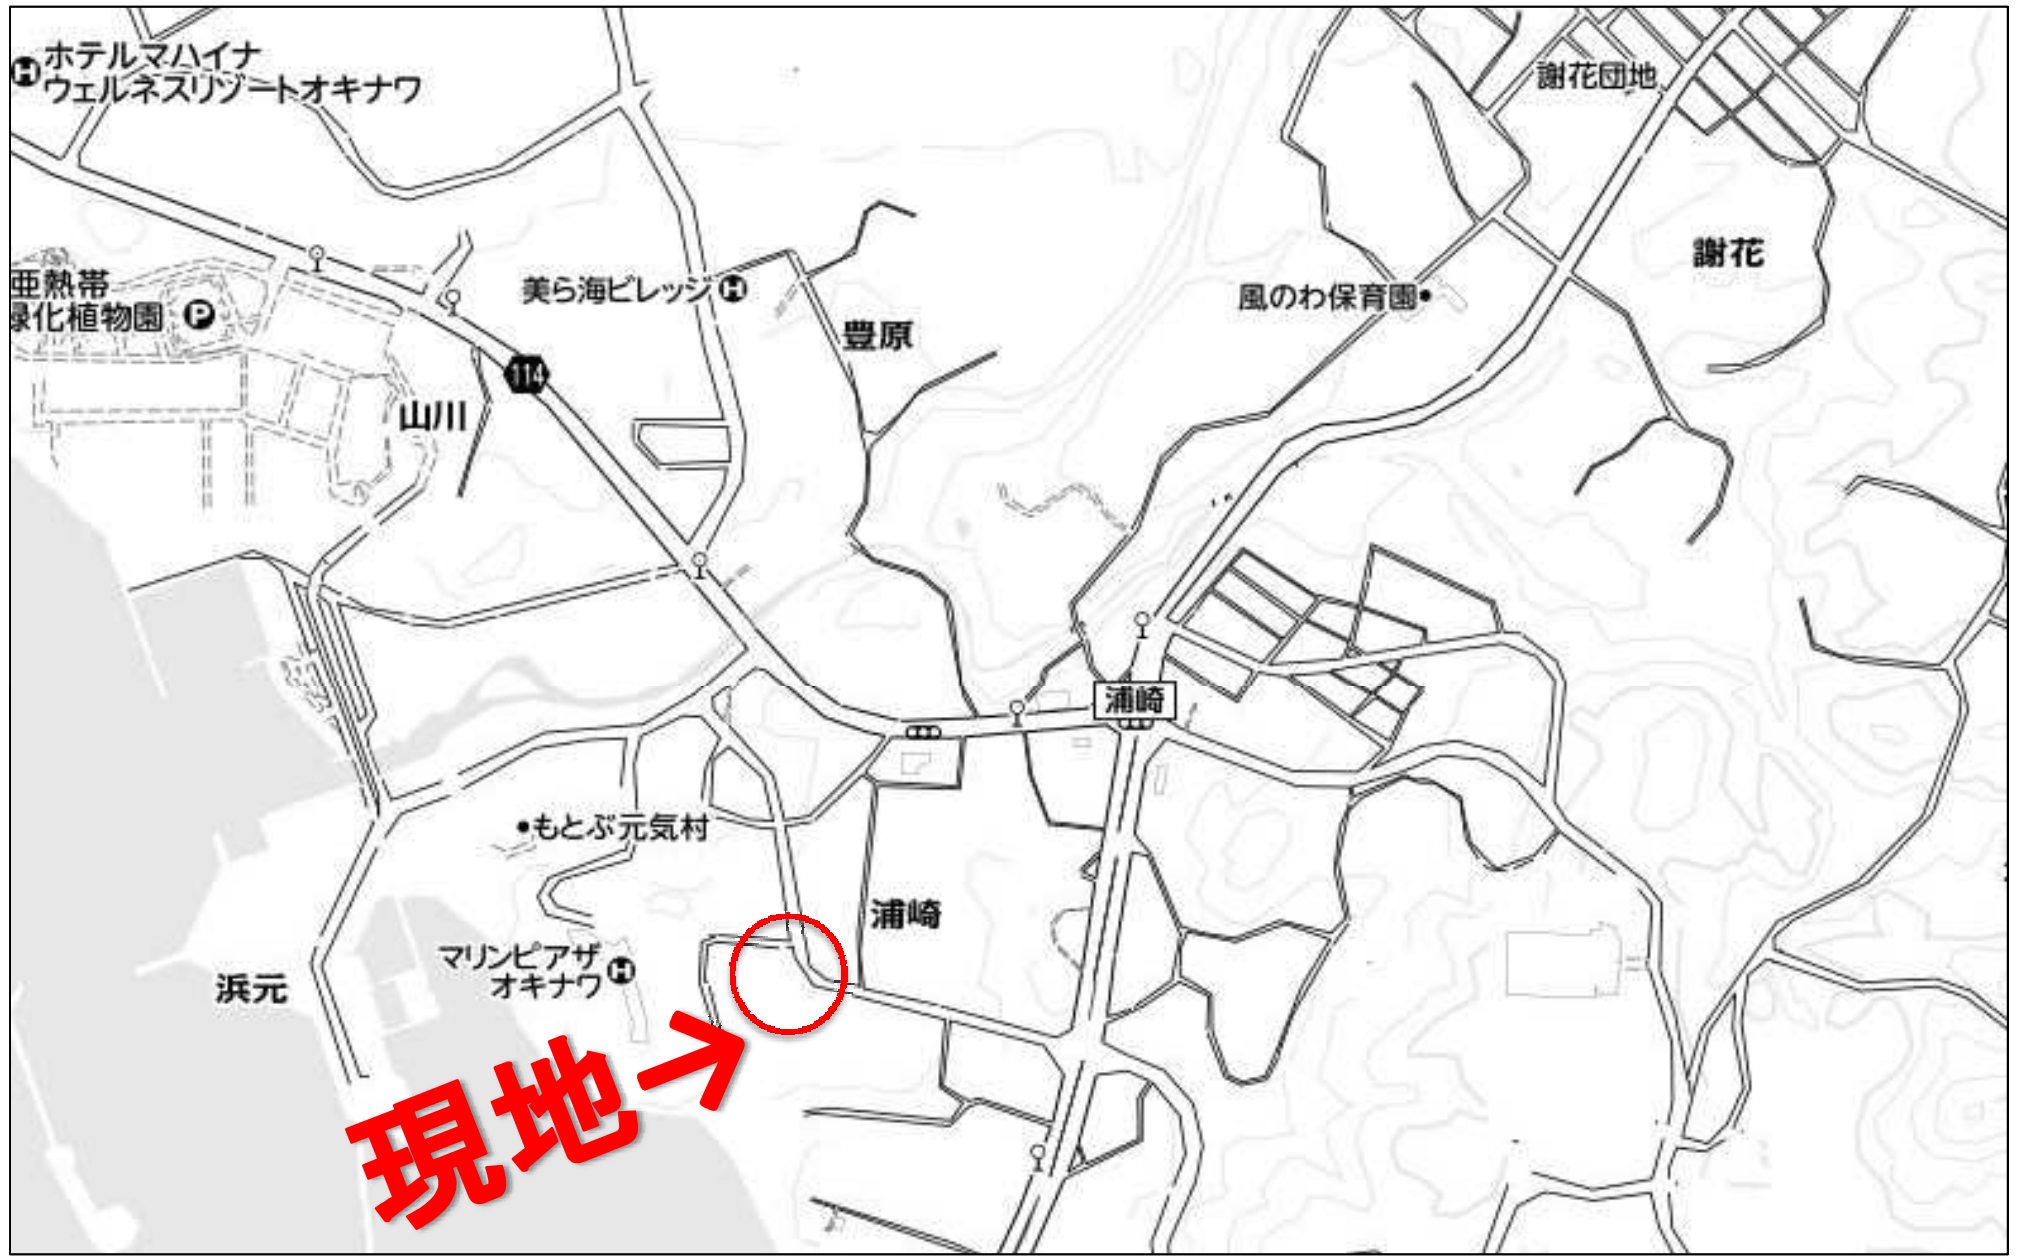 ホテルマハイナ
ウェルネスリゾートオキナワ
謝花団地
謝花
亜熱帯
緑化植物園
P
美ら海ビレッジ
風のわ保育園
豊原
114
山川
浦崎
もとぶ元気村
浦崎
マリンピアザ
オキナワ
浜元
現地→
H
H
H